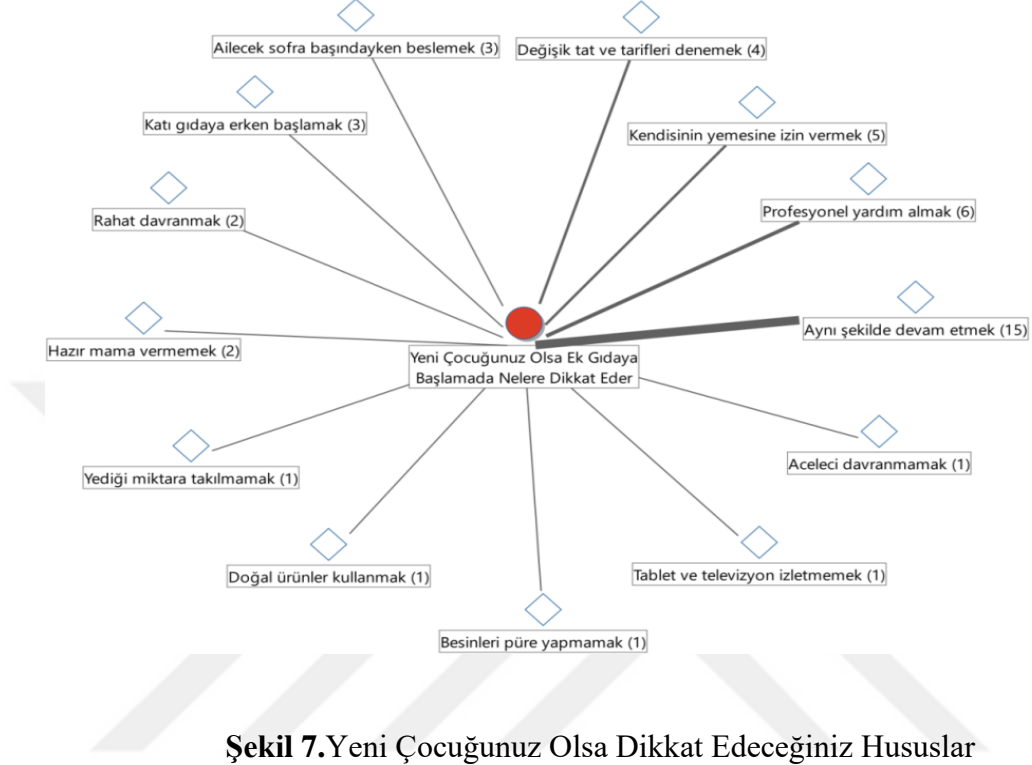 Ailecek sofra başındayken beslemek (3)
Değişik tat ve tarifleri denemek (4)
Katı gıdaya erken başlamak (3)
Kendisinin yemesine izin vermek (5)
Rahat davranmak (2)
Profesyonel yardım almak (6)
Hazır mama vermemek (2)
Aynı şekilde devam etmek (15)
Yeni Çocuğunuz Olsa Ek Gıdaya
Başlamada Nelere Dikkat Eder
Yediği miktara takılmamak (1)
Aceleci davranmamak (1)
Doğal ürünler kullanmak (1)
Tablet ve televizyon izletmemek (1)
Besinleri püre yapmamak (1)
Şekil 7.Yeni Çocuğunuz Olsa Dikkat Edeceğiniz Hususlar